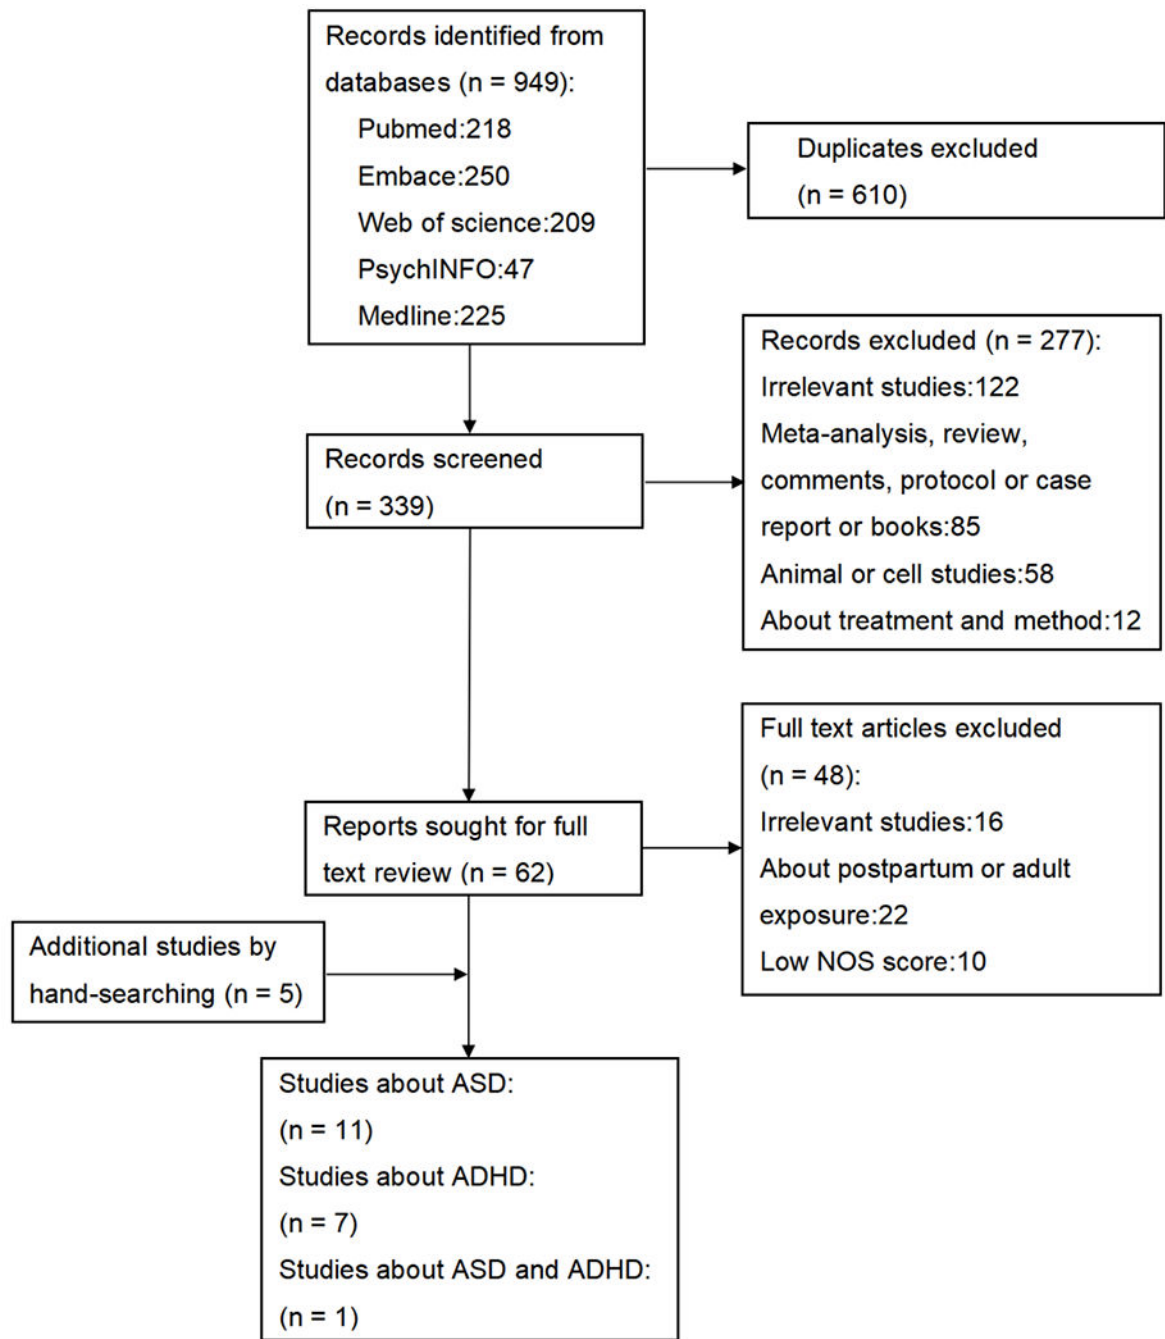 Records identified from
databases (n = 949):
Pubmed:218
Embace:250
Web of science:209
PsychINFO:47
Medline:225
Duplicates excluded
(n = 610)
Records screened
(n = 339)
Records excluded (n = 277):
Irrelevant studies:122
Meta-analysis, review,
comments, protocol or case
report or books:85
Animal or cell studies:58
About treatment and method:12
Reports sought for full
text review (n = 62)
Full text articles excluded
(n = 48):
Irrelevant studies:16
About postpartum or adult
exposure:22
Low NOS score:10
Additional studies by
hand-searching (n = 5)
Studies about ASD:
(n = 11)
Studies about ADHD:
(n = 7)
Studies about ASD and ADHD:
(n = 1)